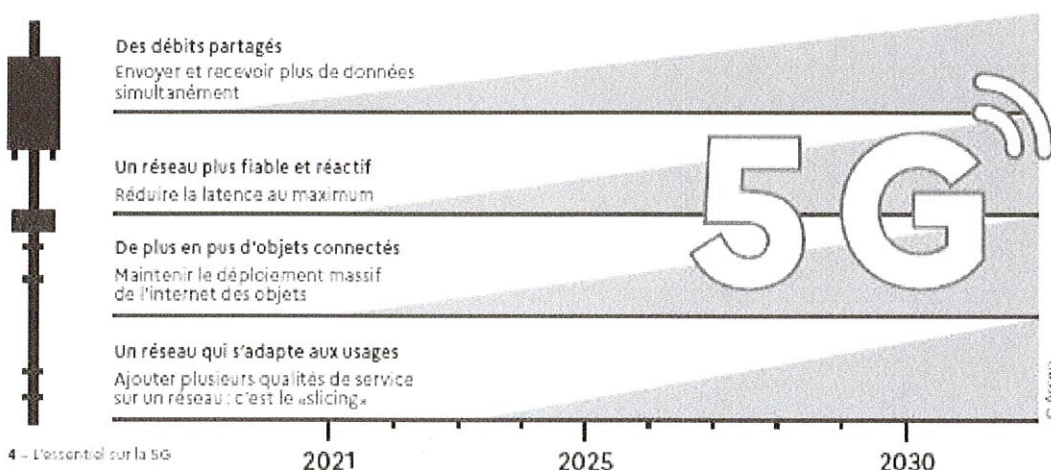 Des débits partagés
Envoyer et recevoir plus de données
simultanément
Un réseau plus fiable et réactif
Réduire la latence au maximum
De plus en pus d'objets connectés
Maintenir le déploiement massif
de l'internet des objets
Un réseau qui s'adapte aux usages
Ajouter plusieurs qualités de service
sur un réseau : c'est le «slicing»
5G
2021
2025
2030
4 – L'essentiel sur la 5G